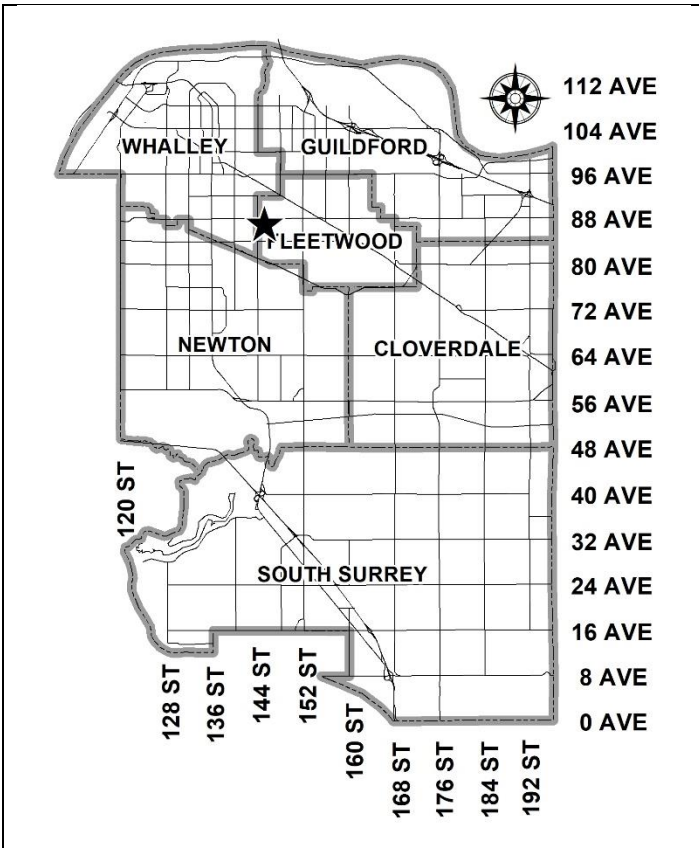 112 AVE
104 AVE
WHALLEY
GUILDFORD
96 AVE
88 AVE
FLEETWOOD
80 AVE
72 AVE
NEWTON
CLOVERDALE
64 AVE
56 AVE
48 AVE
120 ST
40 AVE
32 AVE
SOUTH SURREY
24 AVE
16 AVE
128 ST
136 ST
144 ST
152 ST
160 ST
8 AVE
0 AVE
168 ST
176 ST
184 ST
192 ST